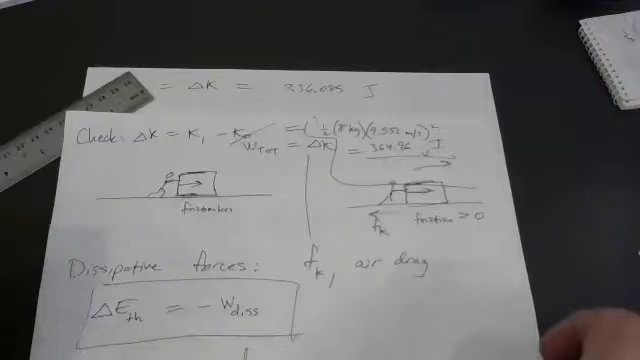 = ΔK = 336.085 J
Check: ΔK = K₁ - K₀ = ½(8 kg)(9.552 m/s)²
W_TOT = ΔK = 364.86 J
frictionless
friction > 0
f_k
Dissipative forces: f_k, air drag
ΔE_th = - W_diss